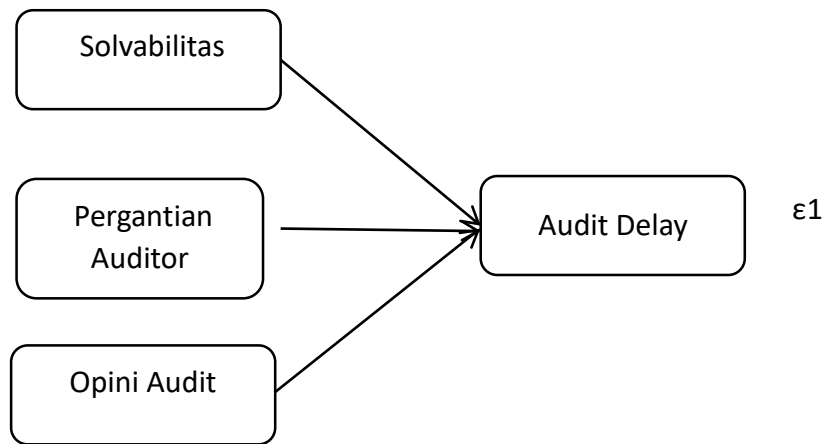 Solvabilitas
Pergantian
Auditor
Opini Audit
Audit Delay
ε1